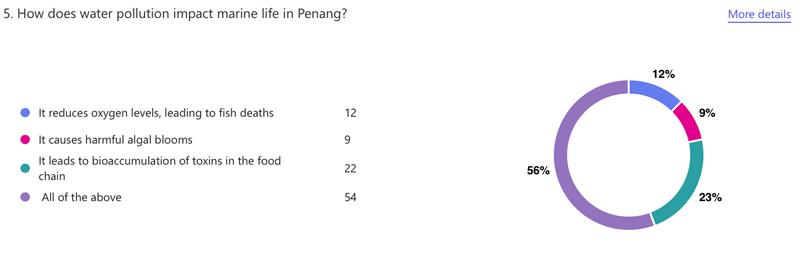 5. How does water pollution impact marine life in Penang?
More details
It reduces oxygen levels, leading to fish deaths 12
It causes harmful algal blooms 9
It leads to bioaccumulation of toxins in the food
chain 22
All of the above 54
12%
9%
23%
56%